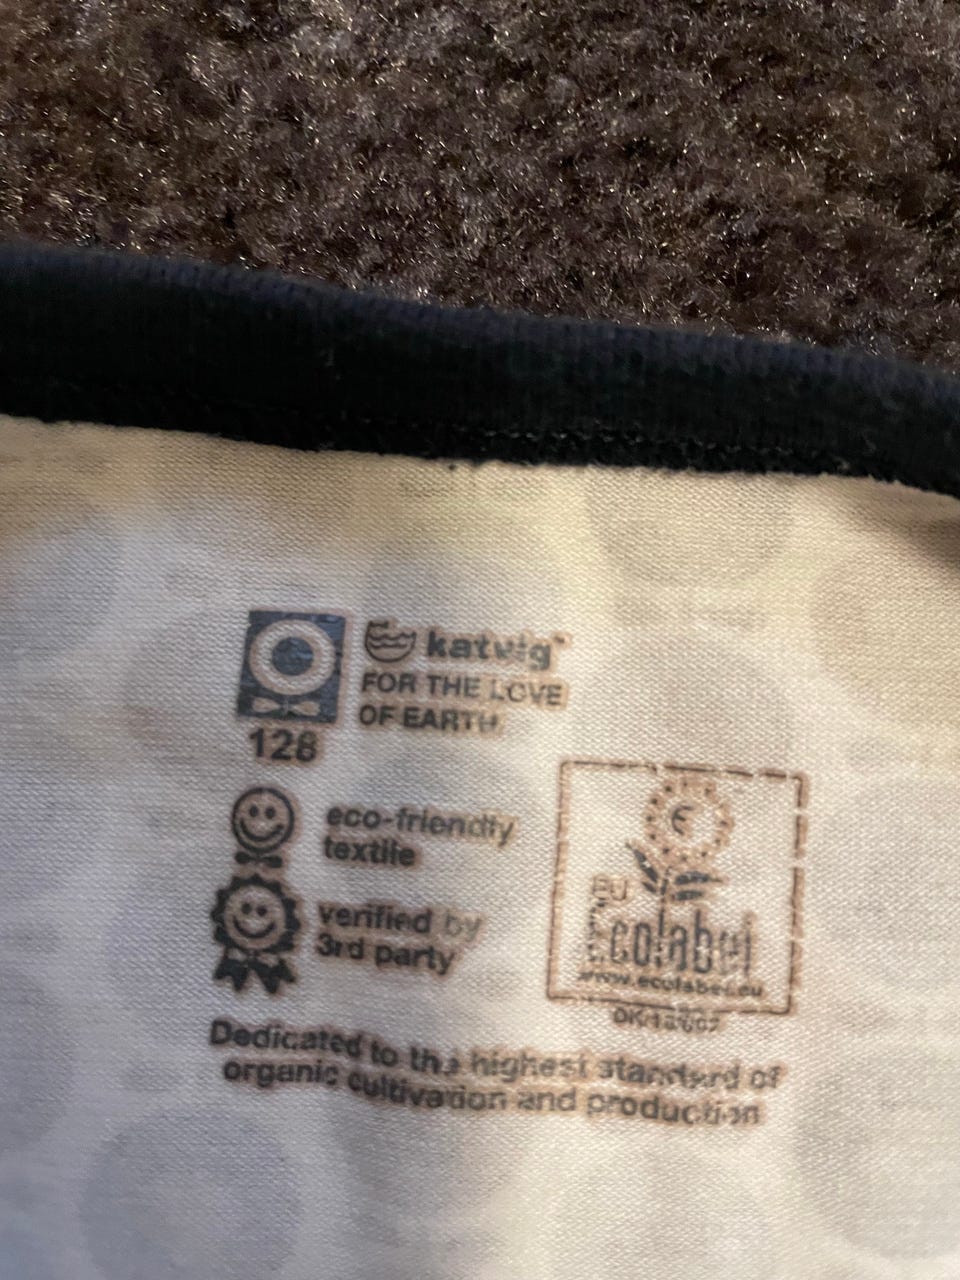 katvig™
FOR THE LOVE
OF EARTH
128
eco-friendly
textile
verified by
3rd party
EU
Ecolabel
www.ecolabel.eu
Dedicated to the highest standard of
organic cultivation and production